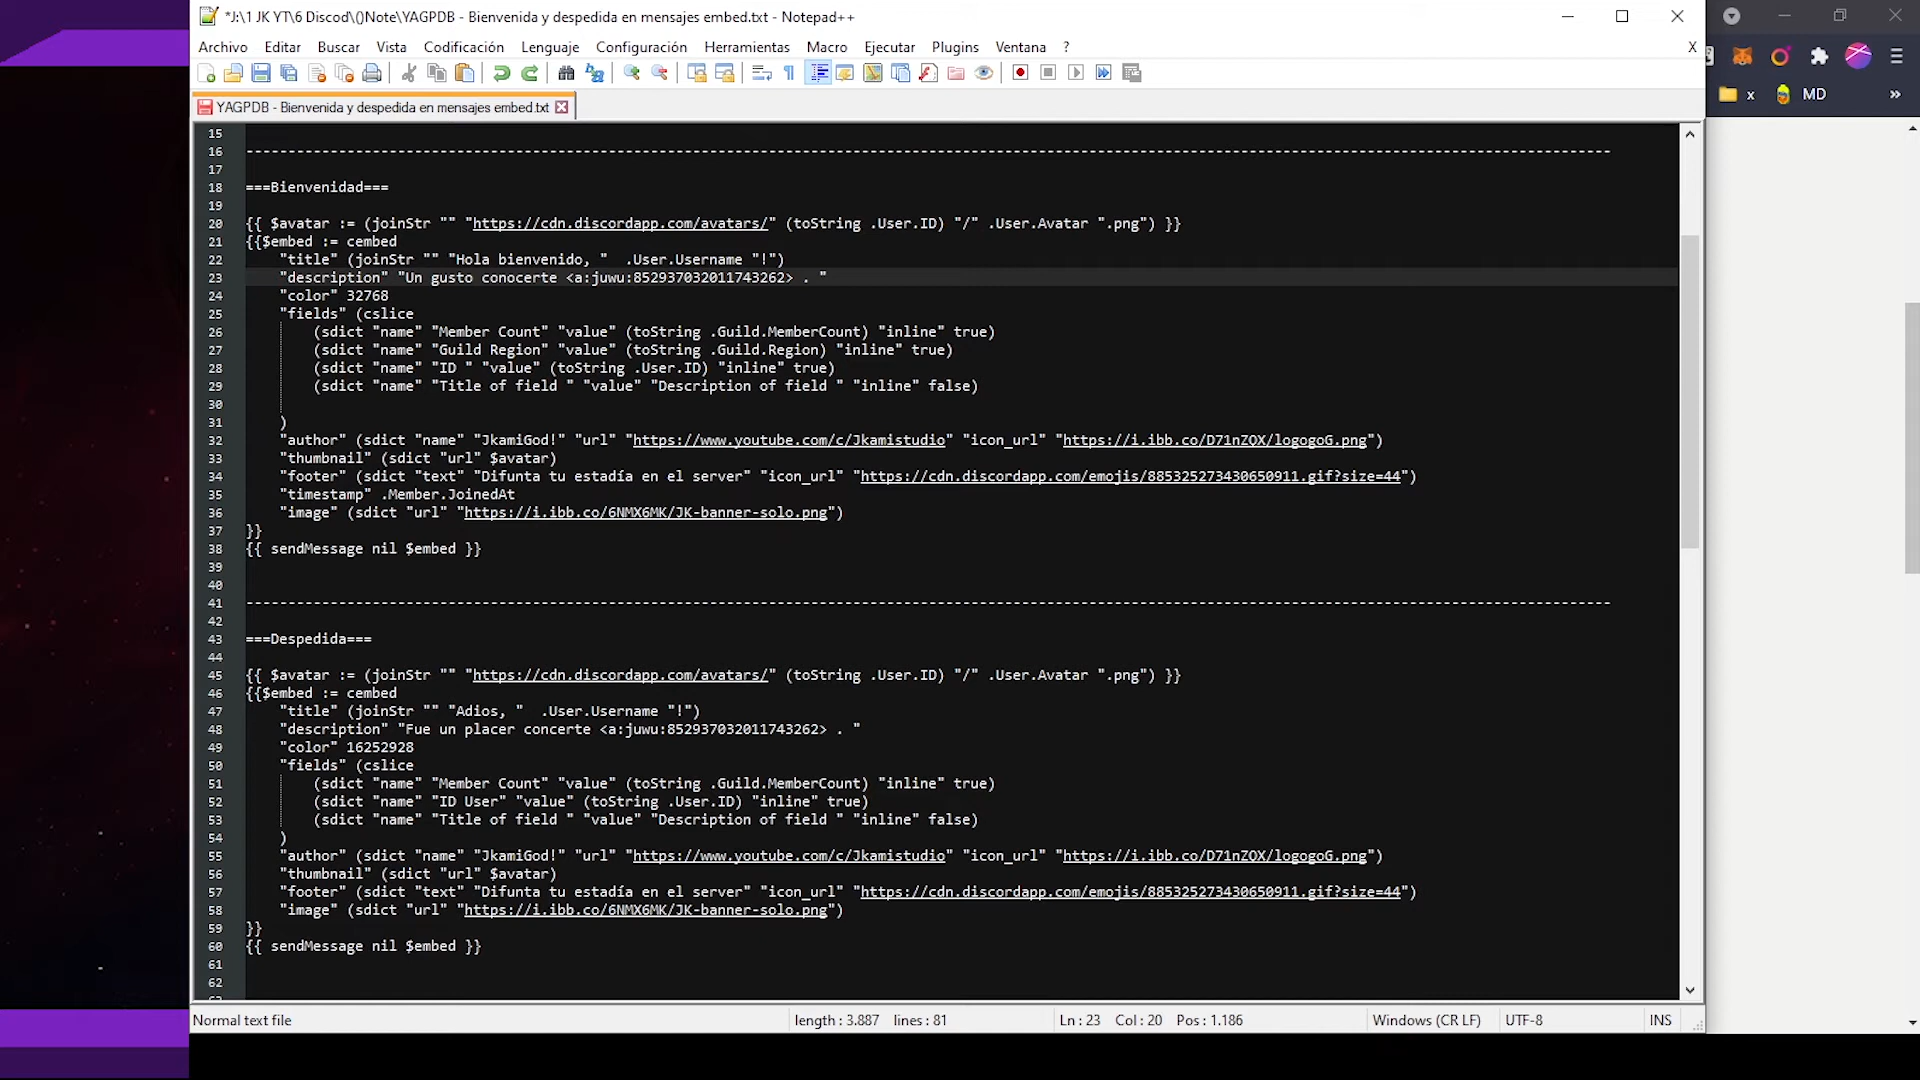 *J:\1 JK YT\6 Discod\()Note\YAGPDB - Bienvenida y despedida en mensajes embed.txt - Notepad++
Archivo Editar Buscar Vista Codificación Lenguaje Configuración Herramientas Macro Ejecutar Plugins Ventana ? X
YAGPDB - Bienvenida y despedida en mensajes embed.txt
x MD »
15
16 ------------------------------------------------------------------------------------------------------------------------------------------------------------------
17
18 ===Bienvenidad===
19
20 {{ $avatar := (joinStr "" "https://cdn.discordapp.com/avatars/" (toString .User.ID) "/" .User.Avatar ".png") }}
21 {{$embed := cembed
22 "title" (joinStr "" "Hola bienvenido, "  .User.Username "!")
23 "description" "Un gusto conocerte <a:juwu:852937032011743262> . "
24 "color" 32768
25 "fields" (cslice
26 (sdict "name" "Member Count" "value" (toString .Guild.MemberCount) "inline" true)
27 (sdict "name" "Guild Region" "value" (toString .Guild.Region) "inline" true)
28 (sdict "name" "ID " "value" (toString .User.ID) "inline" true)
29 (sdict "name" "Title of field " "value" "Description of field " "inline" false)
30
31 )
32 "author" (sdict "name" "JkamiGod!" "url" "https://www.youtube.com/c/Jkamistudio" "icon_url" "https://i.ibb.co/D71nZQX/logogoG.png")
33 "thumbnail" (sdict "url" $avatar)
34 "footer" (sdict "text" "Difunta tu estadía en el server" "icon_url" "https://cdn.discordapp.com/emojis/885325273430650911.gif?size=44")
35 "timestamp" .Member.JoinedAt
36 "image" (sdict "url" "https://i.ibb.co/6NMX6MK/JK-banner-solo.png")
37 }}
38 {{ sendMessage nil $embed }}
39
40
41 ------------------------------------------------------------------------------------------------------------------------------------------------------------------
42
43 ===Despedida===
44
45 {{ $avatar := (joinStr "" "https://cdn.discordapp.com/avatars/" (toString .User.ID) "/" .User.Avatar ".png") }}
46 {{$embed := cembed
47 "title" (joinStr "" "Adios, "  .User.Username "!")
48 "description" "Fue un placer concerte <a:juwu:852937032011743262> . "
49 "color" 16252928
50 "fields" (cslice
51 (sdict "name" "Member Count" "value" (toString .Guild.MemberCount) "inline" true)
52 (sdict "name" "ID User" "value" (toString .User.ID) "inline" true)
53 (sdict "name" "Title of field " "value" "Description of field " "inline" false)
54 )
55 "author" (sdict "name" "JkamiGod!" "url" "https://www.youtube.com/c/Jkamistudio" "icon_url" "https://i.ibb.co/D71nZQX/logogoG.png")
56 "thumbnail" (sdict "url" $avatar)
57 "footer" (sdict "text" "Difunta tu estadía en el server" "icon_url" "https://cdn.discordapp.com/emojis/885325273430650911.gif?size=44")
58 "image" (sdict "url" "https://i.ibb.co/6NMX6MK/JK-banner-solo.png")
59 }}
60 {{ sendMessage nil $embed }}
61
62
Normal text file length : 3.887 lines : 81 Ln : 23 Col : 20 Pos : 1.186 Windows (CR LF) UTF-8 INS